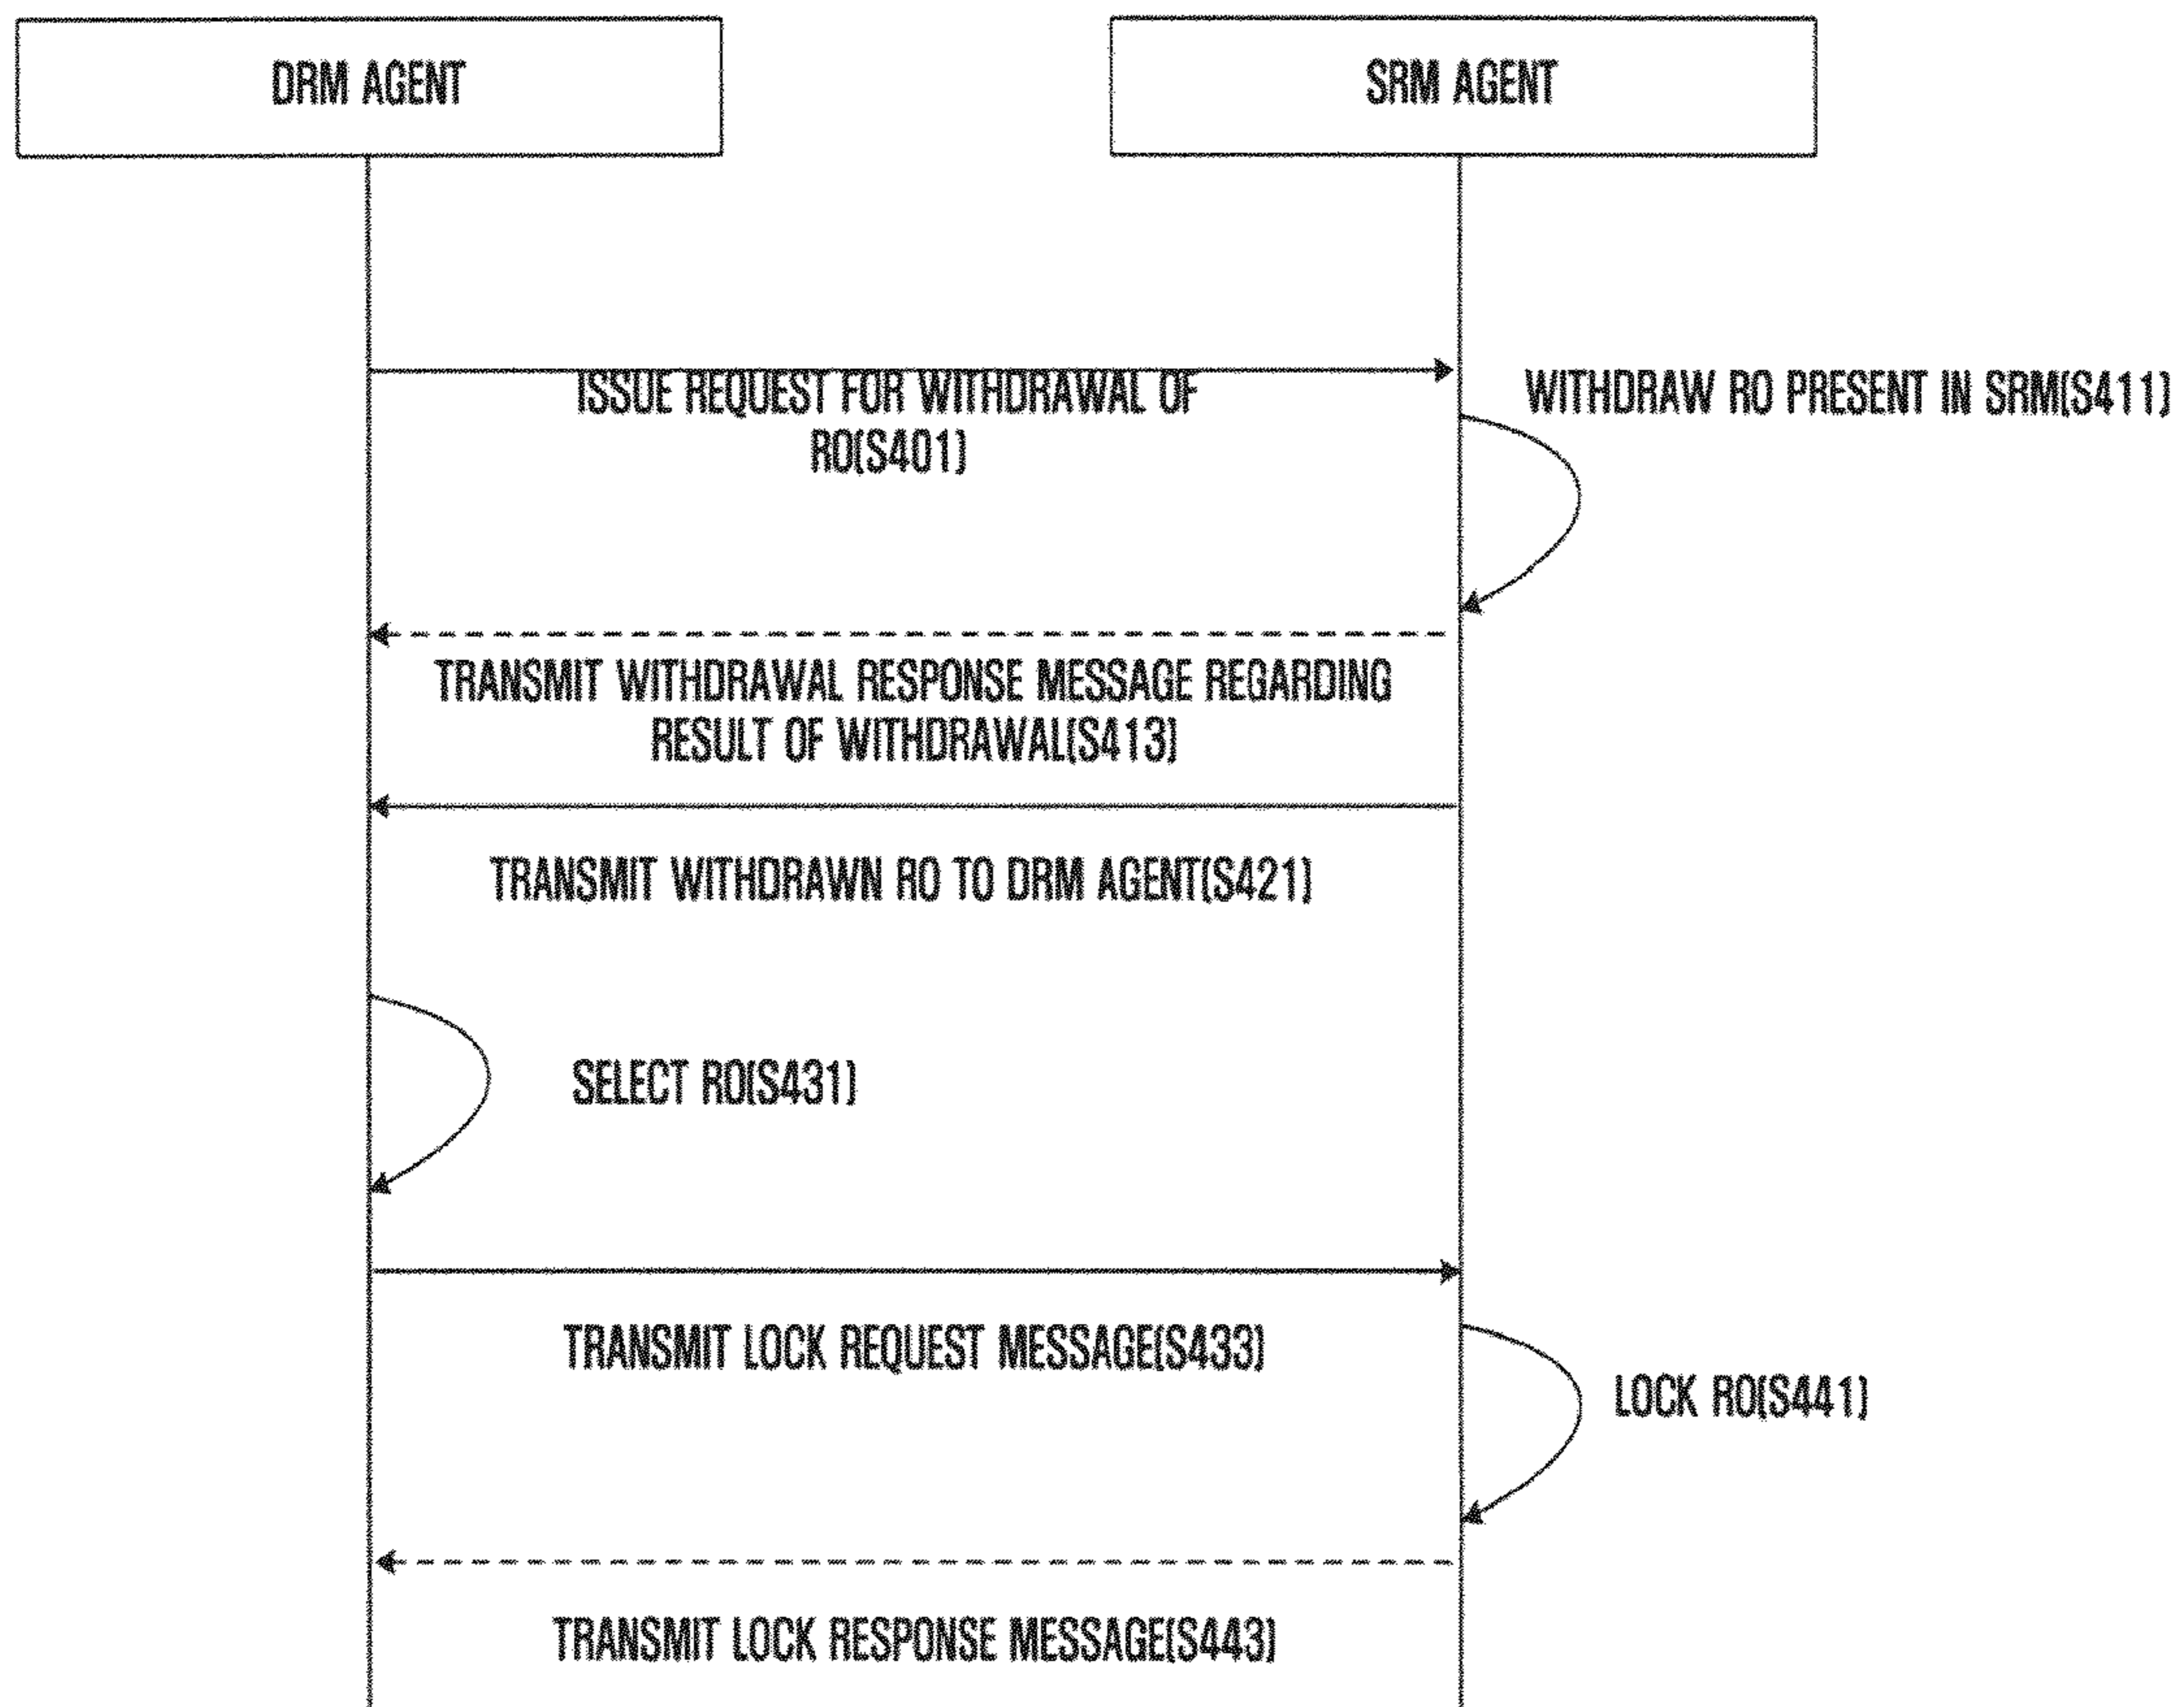 DRM AGENT
SRM AGENT
ISSUE REQUEST FOR WITHDRAWAL OF
RO(S401)
WITHDRAW RO PRESENT IN SRM(S411)
TRANSMIT WITHDRAWAL RESPONSE MESSAGE REGARDING
RESULT OF WITHDRAWAL(S413)
TRANSMIT WITHDRAWN RO TO DRM AGENT(S421)
SELECT RO(S431)
TRANSMIT LOCK REQUEST MESSAGE(S433)
LOCK RO(S441)
TRANSMIT LOCK RESPONSE MESSAGE(S443)